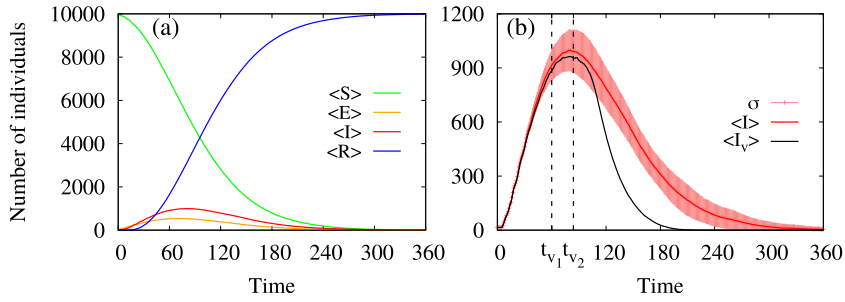 Number of individuals
10000
8000
6000
4000
2000
0
(a)
<S>
<E>
<I>
<R>
0 60 120 180 240 300 360
Time
1200
900
600
300
0
(b)
σ
<I>
<I_v>
0 t_v1 t_v2 120 180 240 300 360
Time